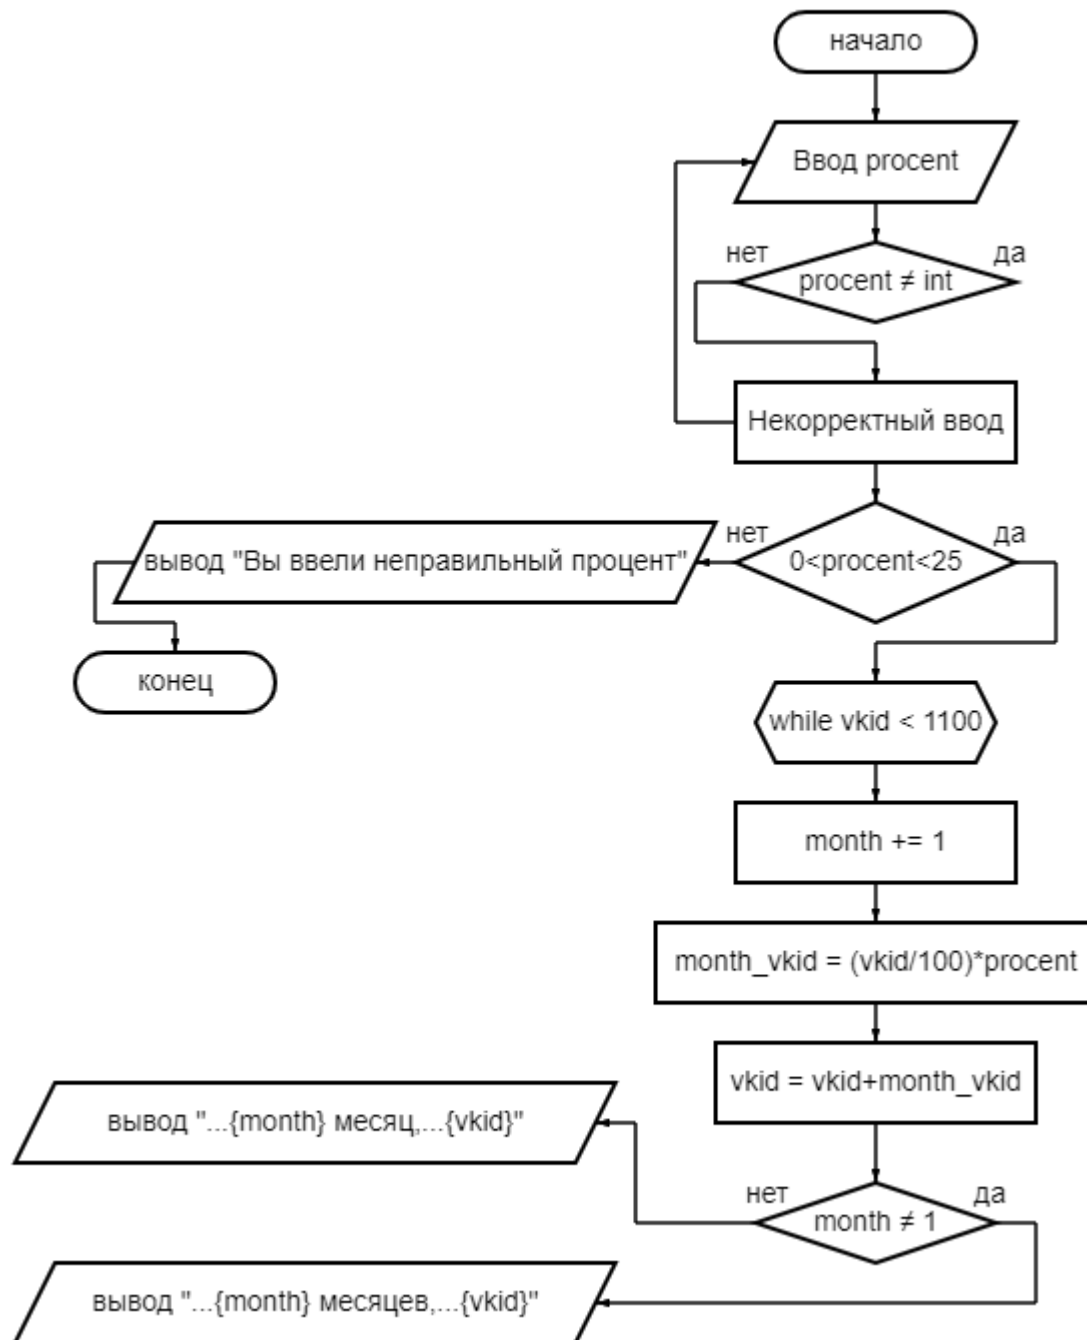 начало
Ввод procent
нет
да
procent ≠ int
Некорректный ввод
нет
да
вывод "Вы ввели неправильный процент"
0<procent<25
конец
while vkid < 1100
month += 1
month_vkid = (vkid/100)*procent
vkid = vkid+month_vkid
вывод "...{month} месяц,...{vkid}"
нет
да
month ≠ 1
вывод "...{month} месяцев,...{vkid}"